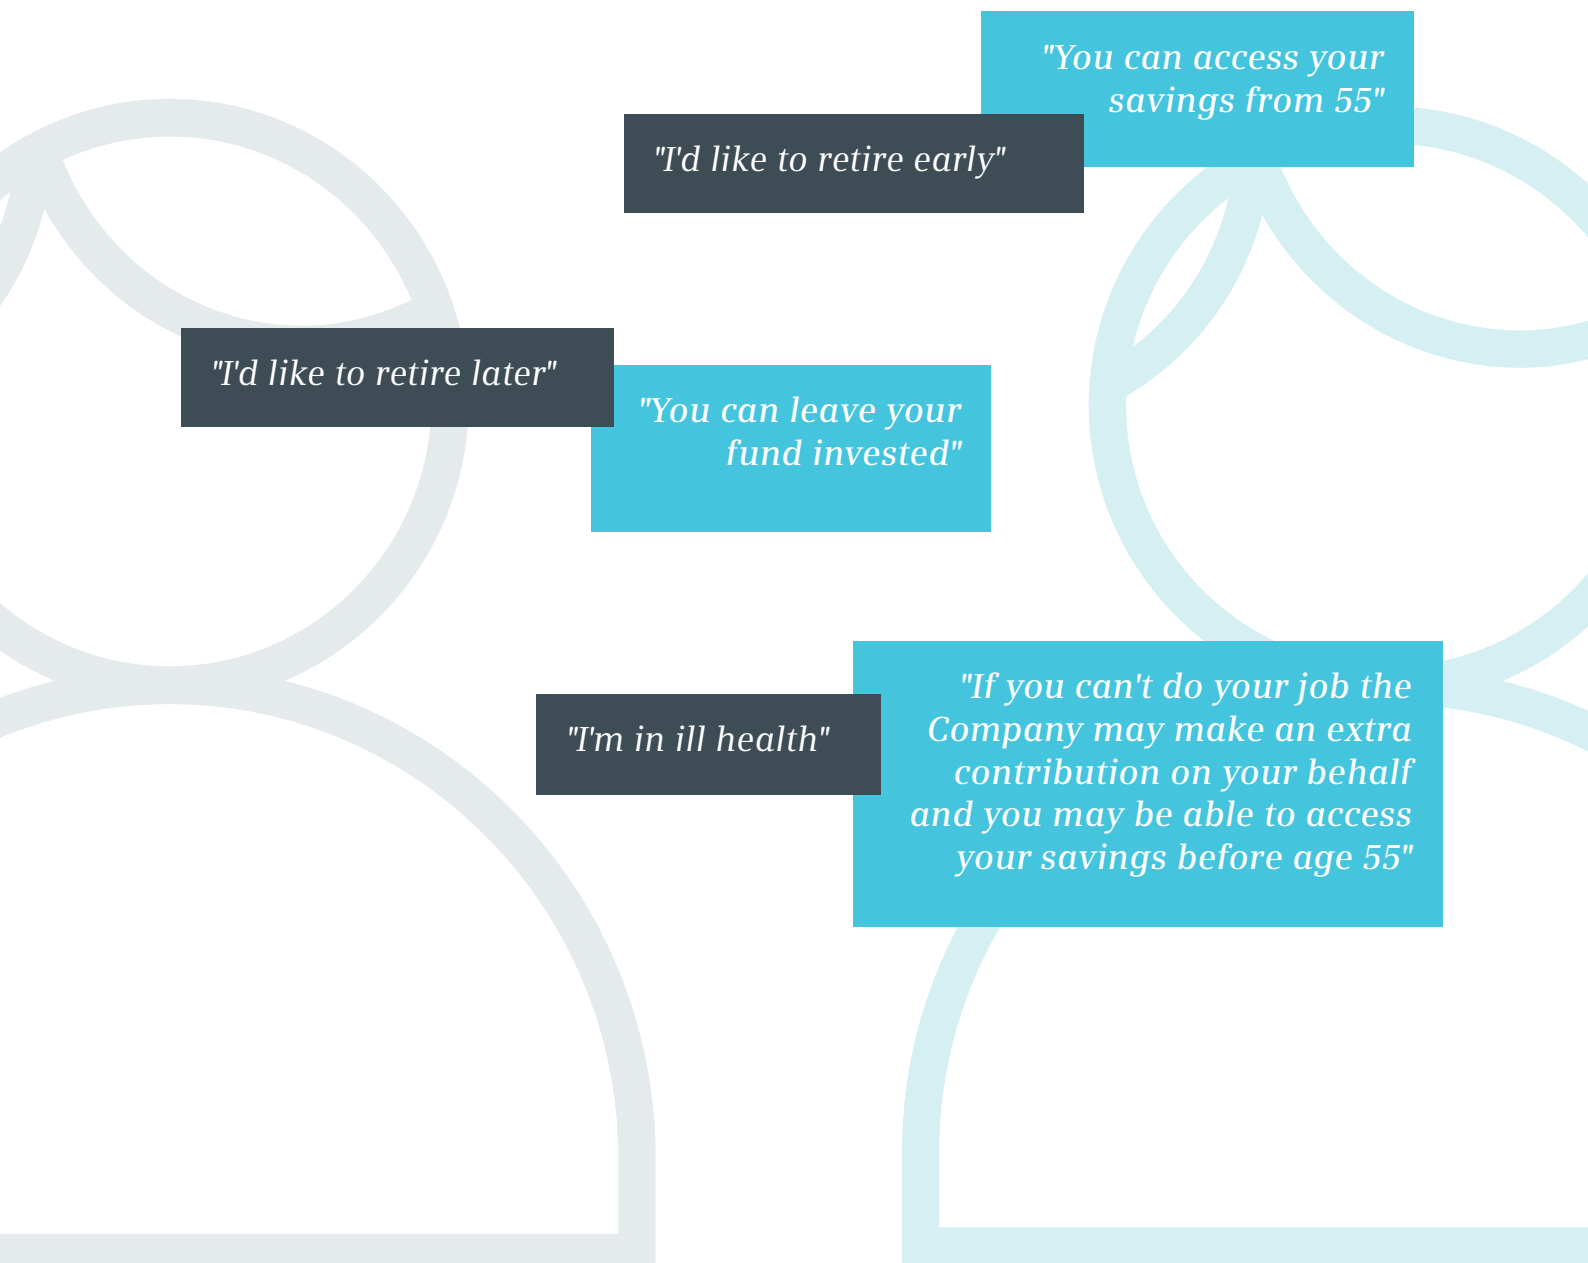 "You can access your
savings from 55"
"I'd like to retire early"
"I'd like to retire later"
"You can leave your
fund invested"
"If you can't do your job the
Company may make an extra
contribution on your behalf
and you may be able to access
your savings before age 55"
"I'm in ill health"